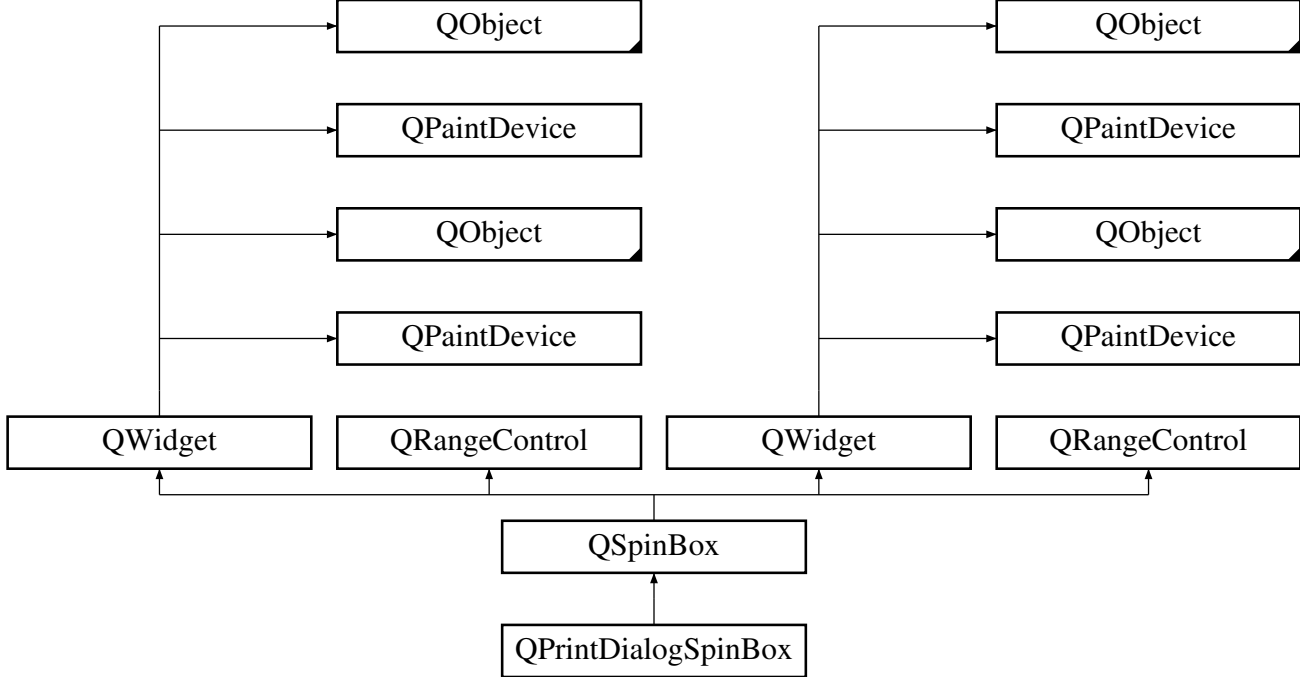 QObject QObject
QPaintDevice QPaintDevice
QObject QObject
QPaintDevice QPaintDevice
QWidget QRangeControl QWidget QRangeControl
QSpinBox
QPrintDialogSpinBox